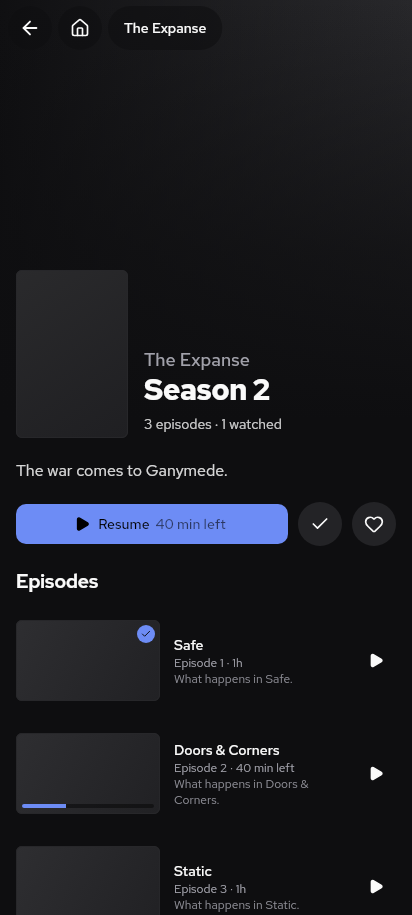 The Expanse
The Expanse
Season 2
3 episodes · 1 watched
The war comes to Ganymede.
Resume 40 min left
Episodes
Safe
Episode 1 · 1h
What happens in Safe.
Doors & Corners
Episode 2 · 40 min left
What happens in Doors &
Corners.
Static
Episode 3 · 1h
What happens in Static.